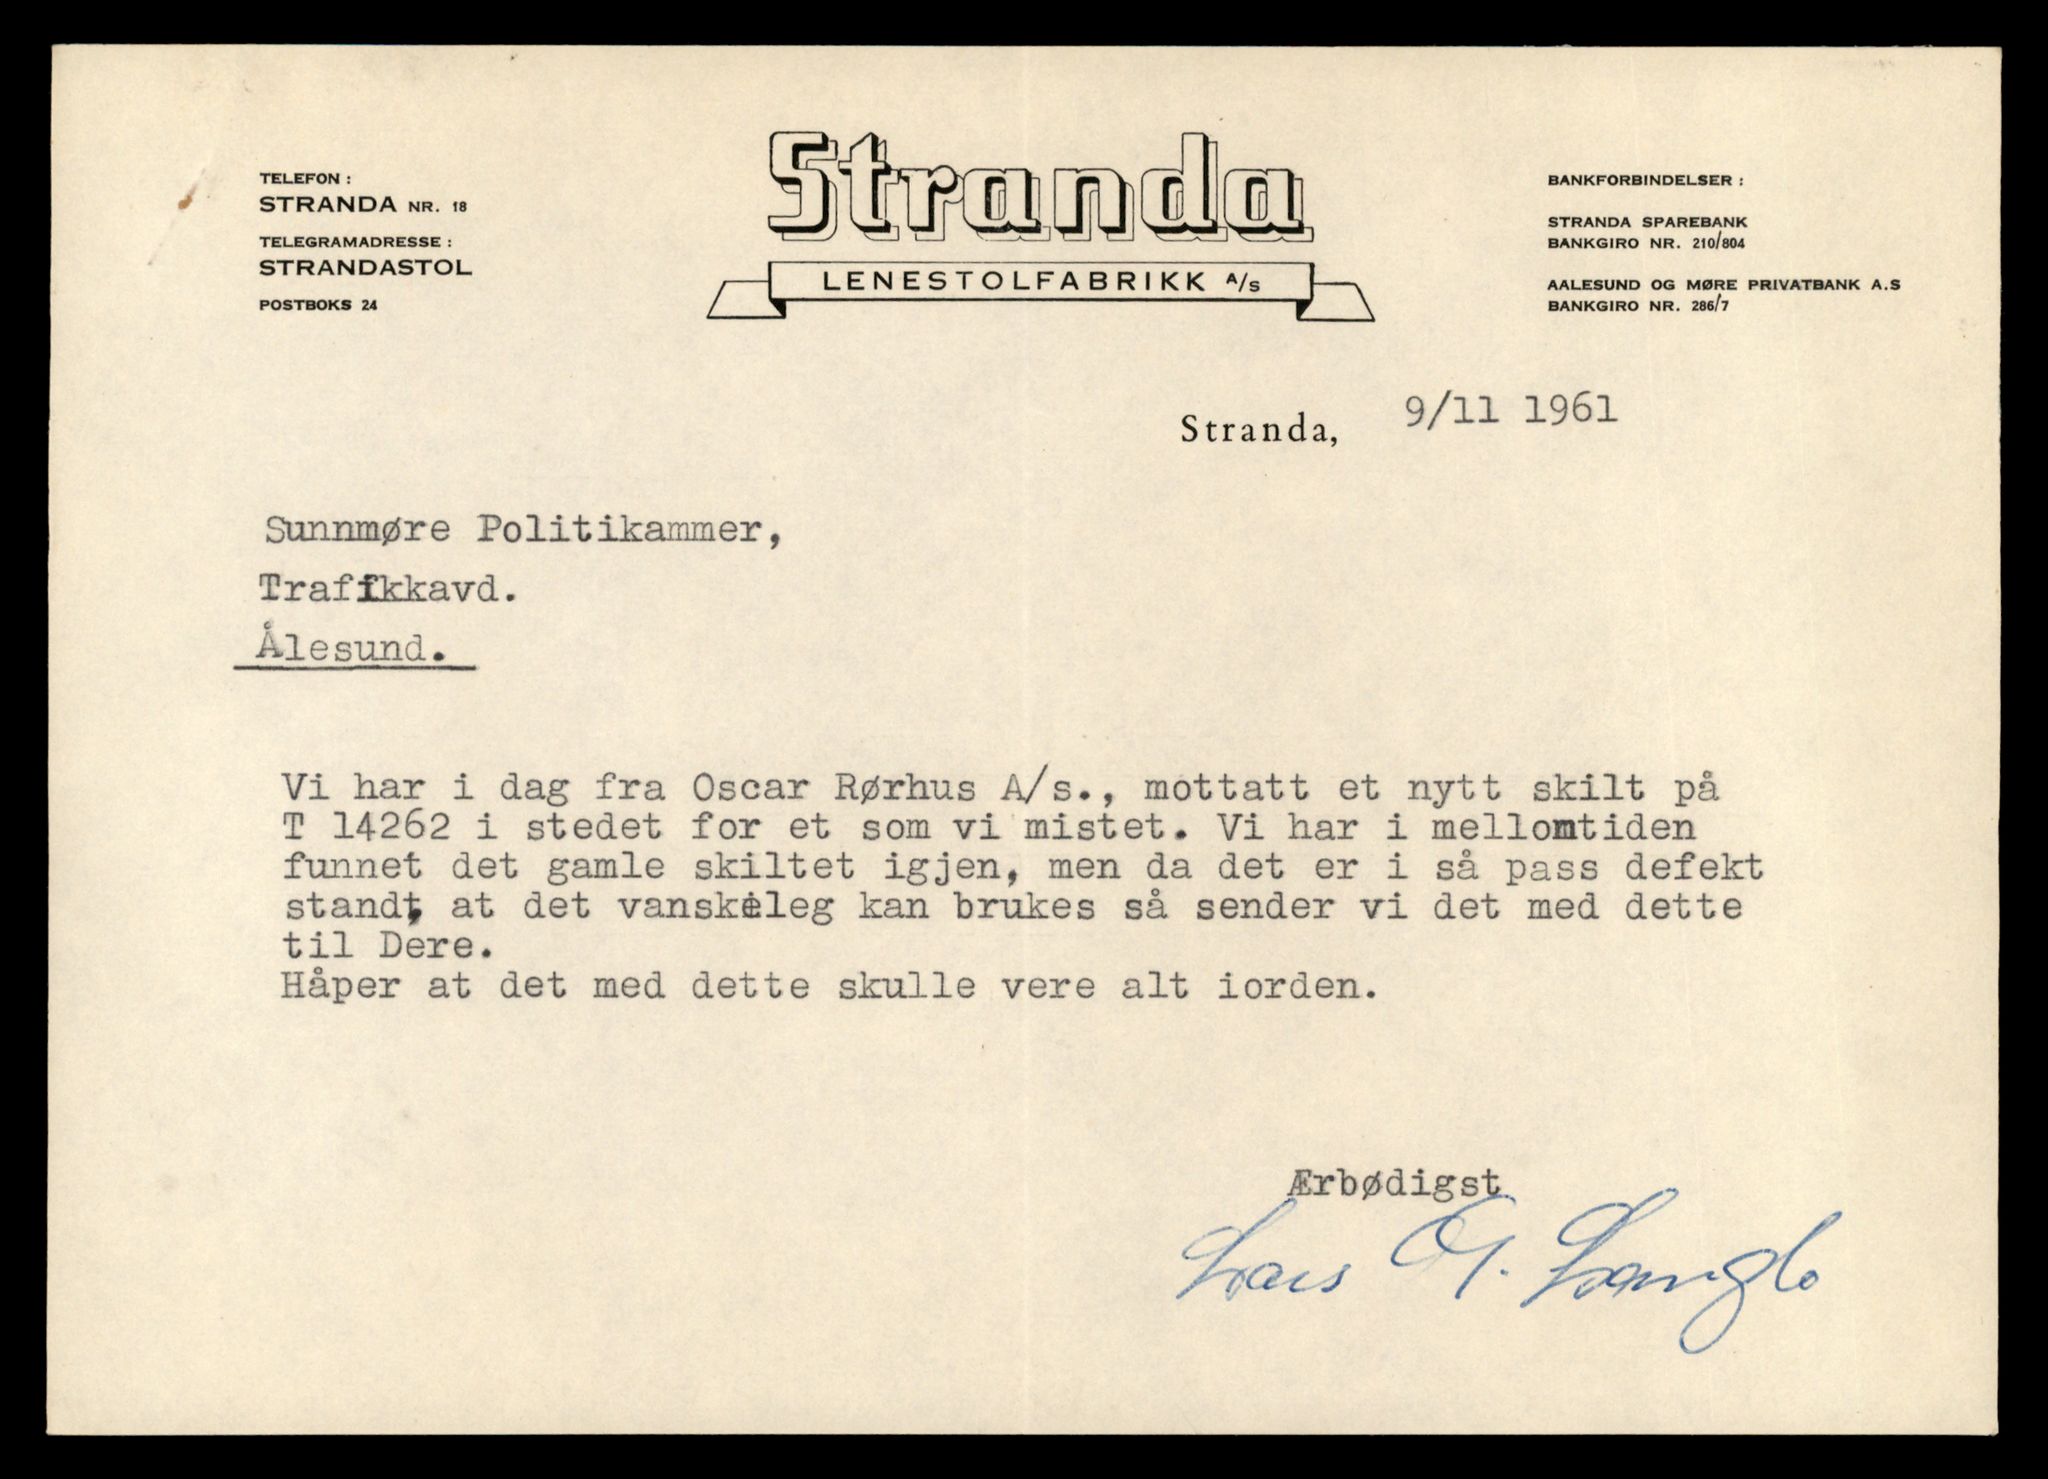 TELEFON :
STRANDA NR. 18
TELEGRAMADRESSE :
STRANDASTOL
POSTBOKS 24
Stranda
LENESTOLFABRIKK A/S
BANKFORBINDELSER :
STRANDA SPAREBANK
BANKGIRO NR. 210/804
AALESUND OG MØRE PRIVATBANK A.S
BANKGIRO NR. 286/7
Stranda, 9/11 1961
Sunnmøre Politikammer,
Trafikkavd.
Ålesund.
Vi har i dag fra Oscar Rørhus A/s., mottatt et nytt skilt på
T 14262 i stedet for et som vi mistet. Vi har i mellomtiden
funnet det gamle skiltet igjen, men da det er i så pass defekt
stand, at det vanskeleg kan brukes så sender vi det med dette
til Dere.
Håper at det med dette skulle vere alt iorden.
Ærbødigst
Lars O. Langlo